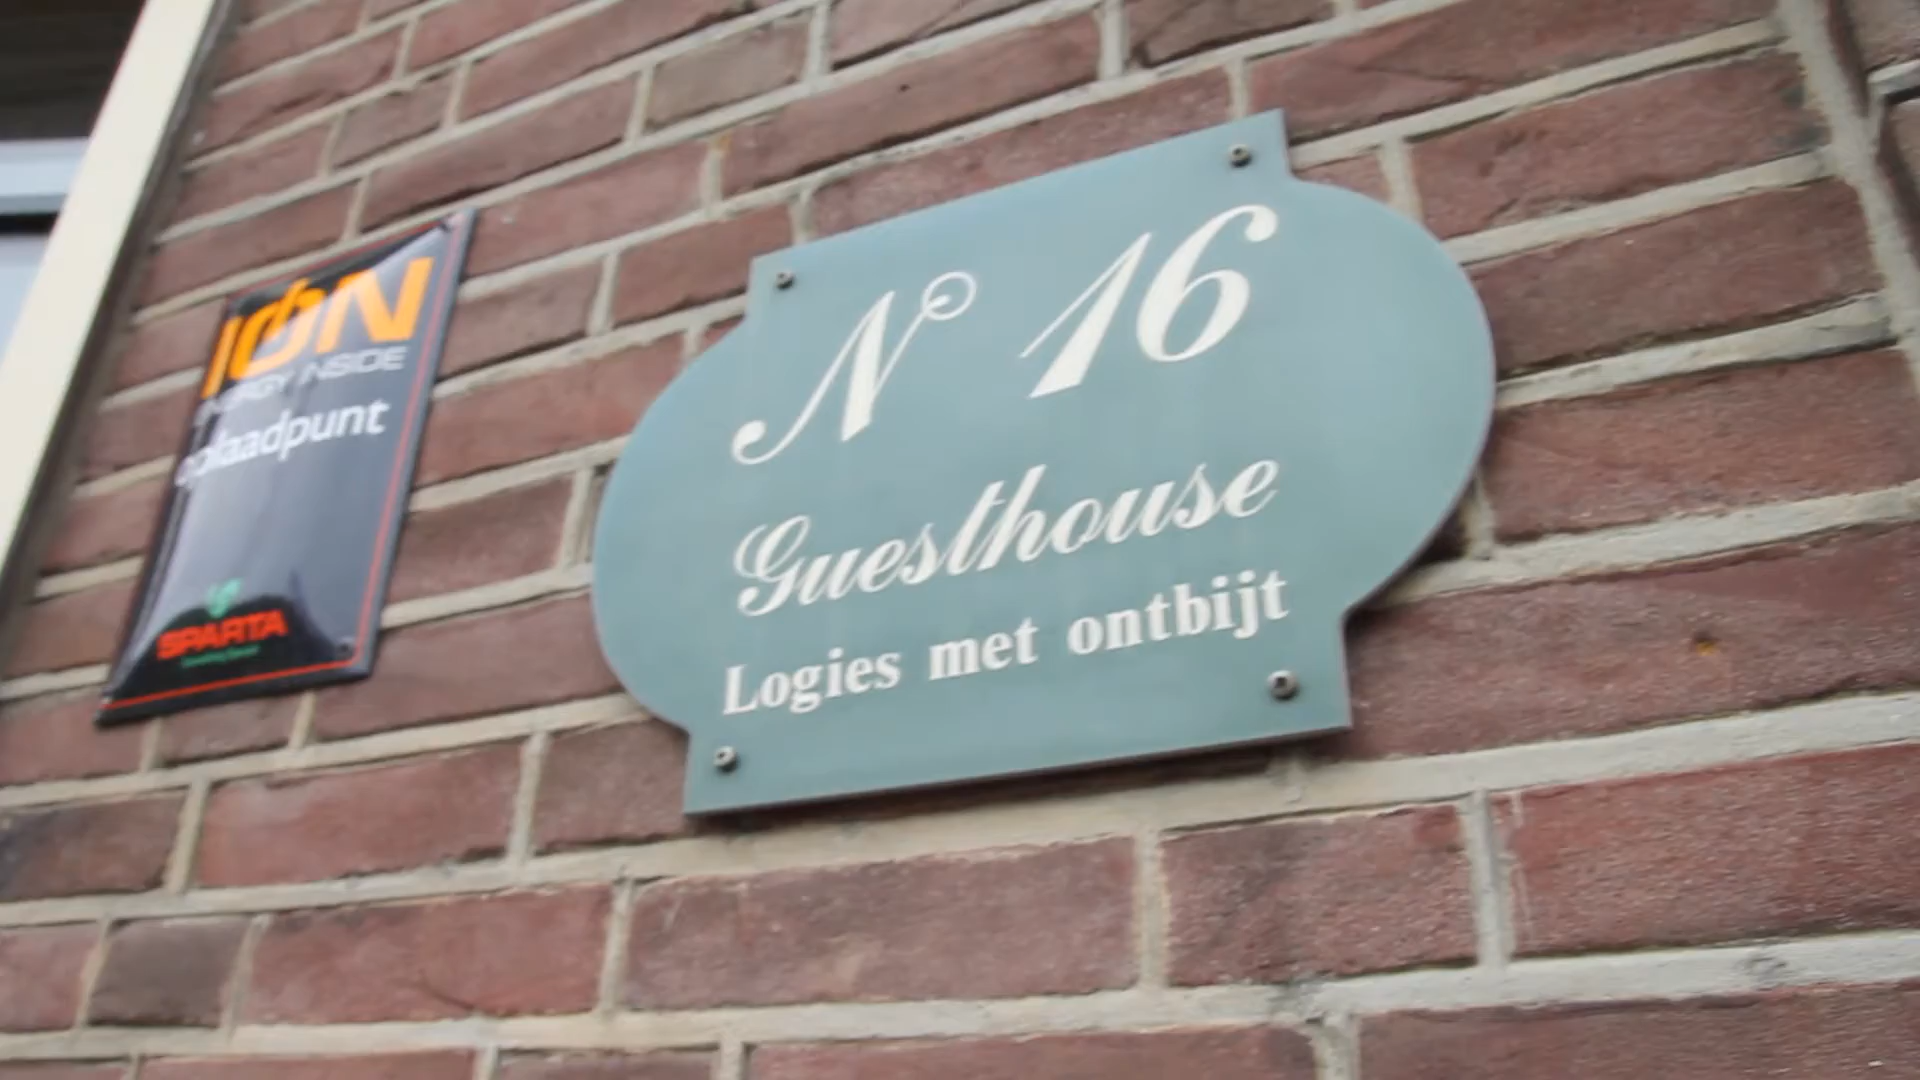 ION
ENERGY INSIDE
oplaadpunt
SPARTA
N 16
Guesthouse
Logies met ontbijt